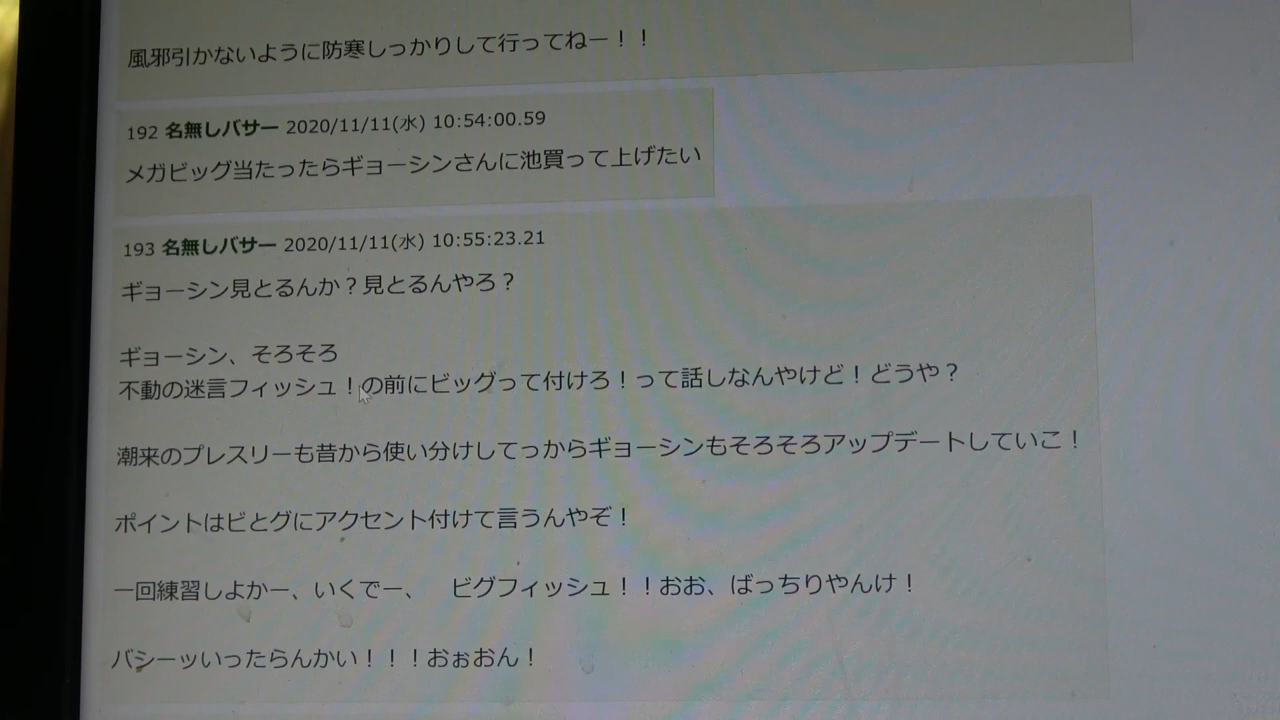 風邪引かないように防寒しっかりして行ってねー！！
192 名無しバサー 2020/11/11(水) 10:54:00.59
メガビッグ当たったらギョーシンさんに池買って上げたい
193 名無しバサー 2020/11/11(水) 10:55:23.21
ギョーシン見とるんか？見とるんやろ？
ギョーシン、そろそろ
不動の迷言フィッシュ！の前にビッグって付けろ！って話しなんやけど！どうや？
潮来のプレスリーも昔から使い分けしてっからギョーシンもそろそろアップデートしていこ！
ポイントはビとグにアクセント付けて言うんやぞ！
一回練習しよかー、いくでー、　ビグフィッシュ！！おお、ばっちりやんけ！
バシーッいったらんかい！！！おぉおん！